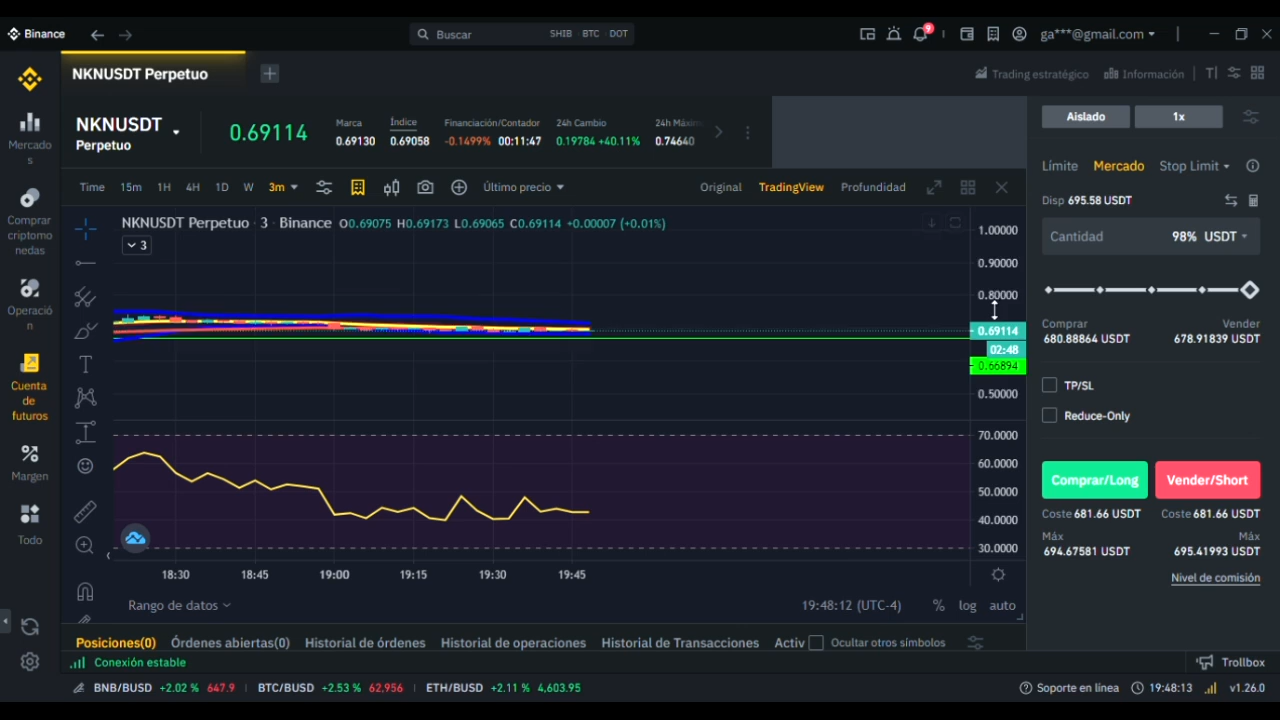 Binance
Buscar SHIB BTC DOT
9
ga***@gmail.com
NKNUSDT Perpetuo
Trading estratégico Información
Mercado
s
Comprar
criptomo
nedas
Operació
n
Cuenta
de
futuros
Margen
Todo
NKNUSDT
Perpetuo
0.69114
Marca
0.69130
Índice
0.69058
Financiación/Contador
-0.1499% 00:11:47
24h Cambio
0.19784 +40.11%
24h Máxim
0.74640
Time 15m 1H 4H 1D W 3m Último precio Original TradingView Profundidad
NKNUSDT Perpetuo · 3 · Binance O0.69075 H0.69173 L0.69065 C0.69114 +0.00007 (+0.01%)
3
1.00000
0.90000
0.80000
0.69114
02:48
0.66894
0.50000
70.0000
60.0000
50.0000
40.0000
30.0000
18:30 18:45 19:00 19:15 19:30 19:45
Rango de datos 19:48:12 (UTC-4) % log auto
Posiciones(0) Órdenes abiertas(0) Historial de órdenes Historial de operaciones Historial de Transacciones Activ Ocultar otros símbolos
Aislado 1x
Límite Mercado Stop Limit
Disp 695.58 USDT
Cantidad 98% USDT
Comprar Vender
680.88864 USDT 678.91839 USDT
TP/SL
Reduce-Only
Comprar/Long Vender/Short
Coste 681.66 USDT Coste 681.66 USDT
Máx Máx
694.67581 USDT 695.41993 USDT
Nivel de comisión
Conexión estable
Trollbox
BNB/BUSD +2.02 % 647.9 BTC/BUSD +2.53 % 62,956 ETH/BUSD +2.11 % 4,603.95
Soporte en línea 19:48:13 v1.26.0